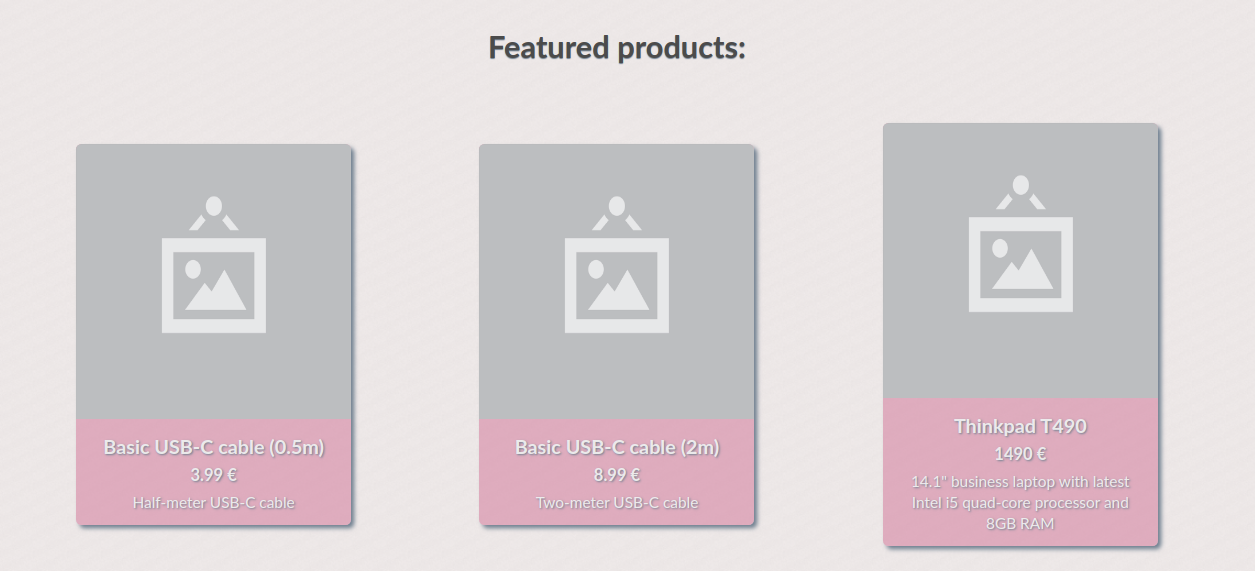 Featured products:
Basic USB-C cable (0.5m)
3.99 €
Half-meter USB-C cable
Basic USB-C cable (2m)
8.99 €
Two-meter USB-C cable
Thinkpad T490
1490 €
14.1" business laptop with latest
Intel i5 quad-core processor and
8GB RAM